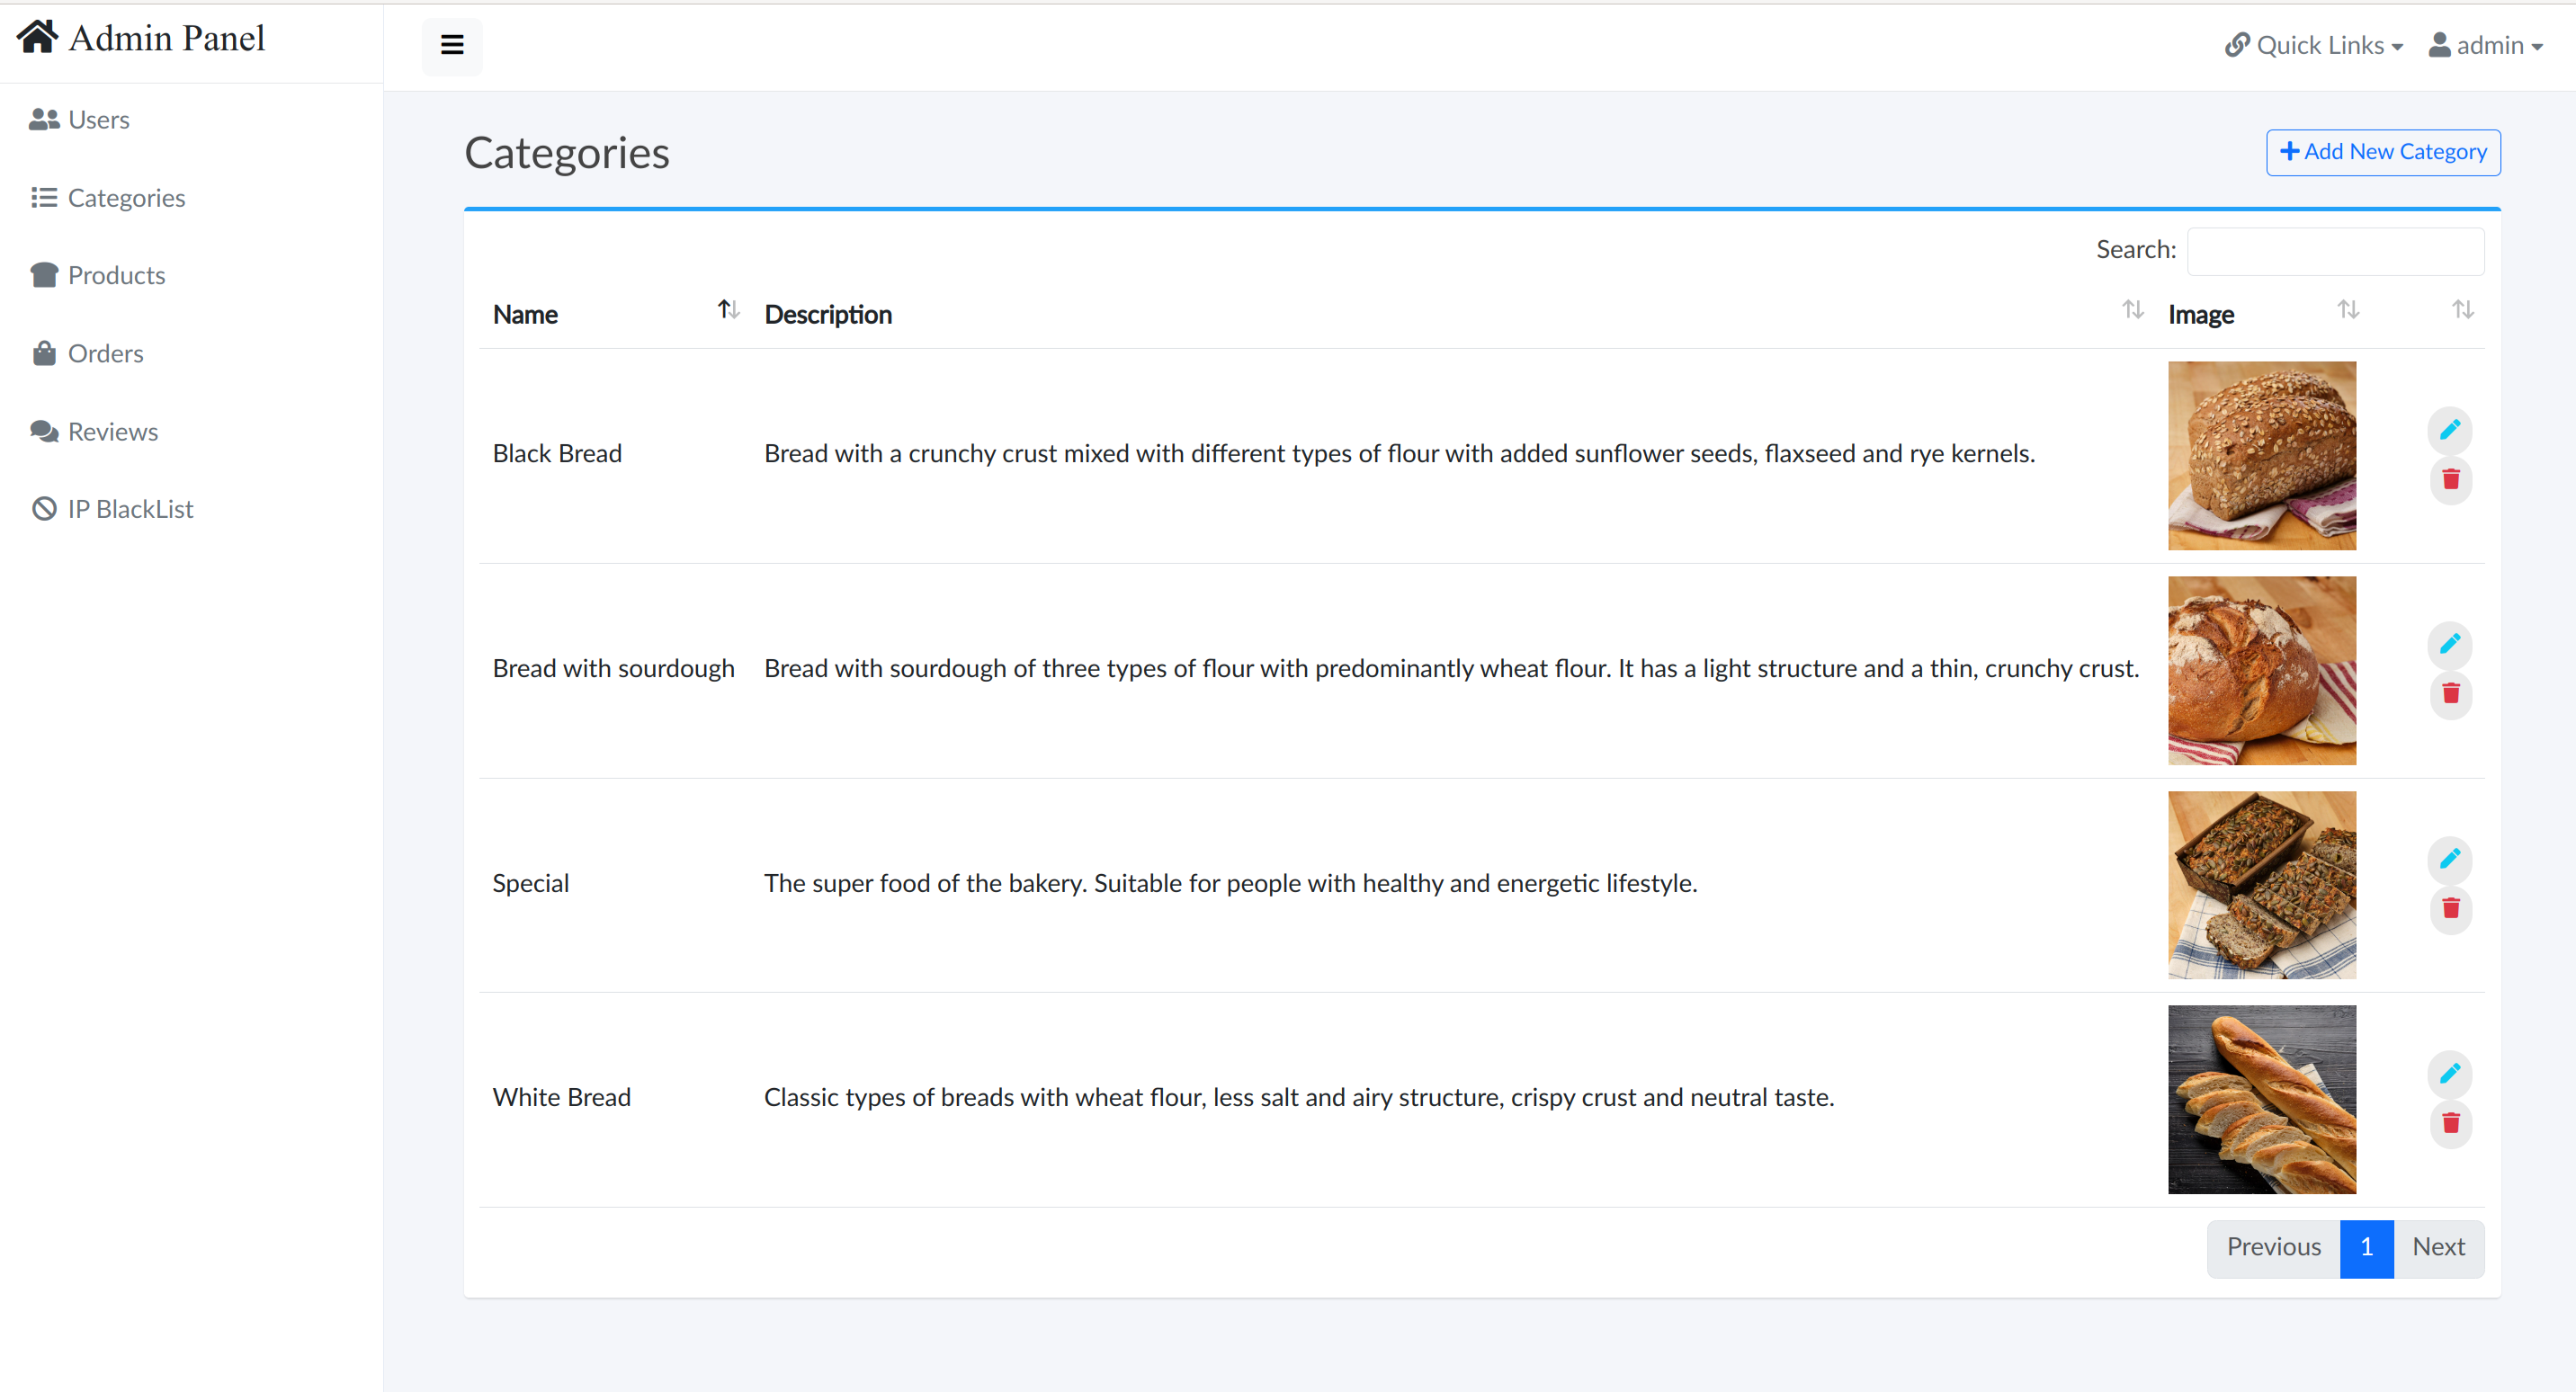 Admin Panel
Quick Links
admin
Users
Categories
Products
Orders
Reviews
IP BlackList
Categories
Add New Category
Search:
Name Description Image
Black Bread Bread with a crunchy crust mixed with different types of flour with added sunflower seeds, flaxseed and rye kernels.
Bread with sourdough Bread with sourdough of three types of flour with predominantly wheat flour. It has a light structure and a thin, crunchy crust.
Special The super food of the bakery. Suitable for people with healthy and energetic lifestyle.
White Bread Classic types of breads with wheat flour, less salt and airy structure, crispy crust and neutral taste.
Previous 1 Next